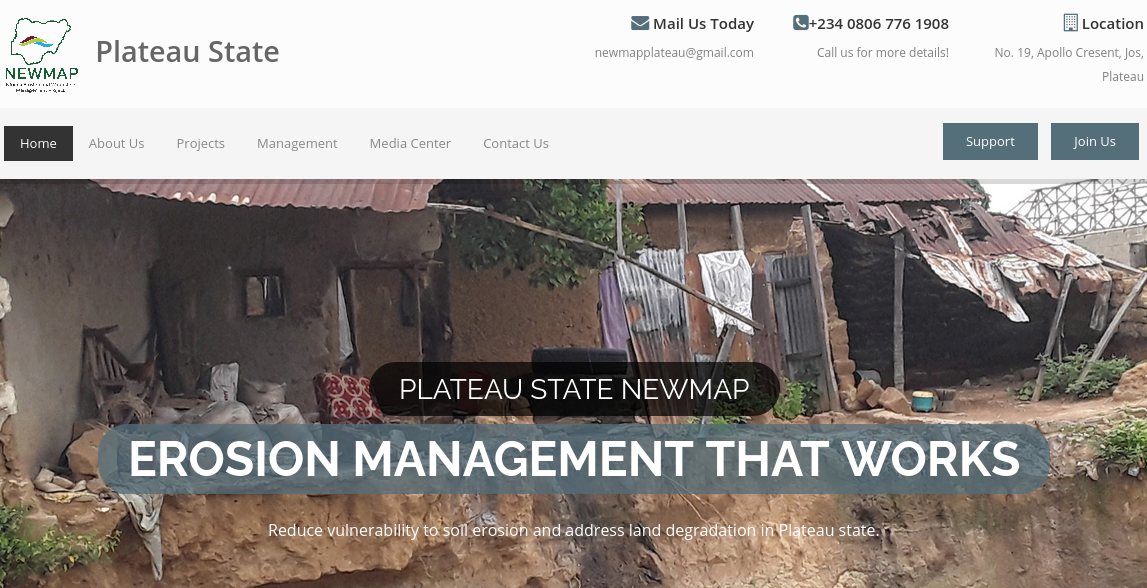 NEWMAP
Plateau State
Mail Us Today
newmapplateau@gmail.com
+234 0806 776 1908
Call us for more details!
Location
No. 19, Apollo Cresent, Jos,
Plateau
Home About Us Projects Management Media Center Contact Us Support Join Us
PLATEAU STATE NEWMAP
EROSION MANAGEMENT THAT WORKS
Reduce vulnerability to soil erosion and address land degradation in Plateau state.